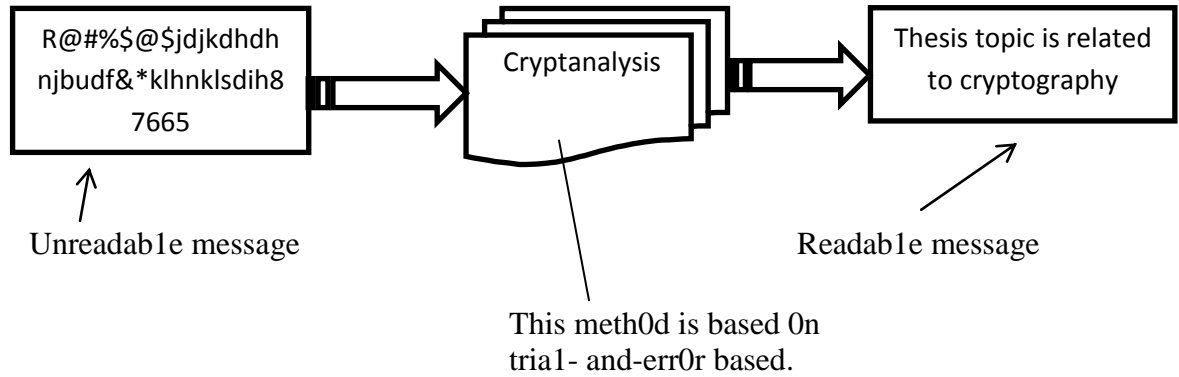 R@#%$@$jdjkdhdh
njbudf&*klhnklsdih8
7665
Cryptanalysis
Thesis topic is related
to cryptography
Unreadab1e message
Readab1e message
This meth0d is based 0n
tria1- and-err0r based.